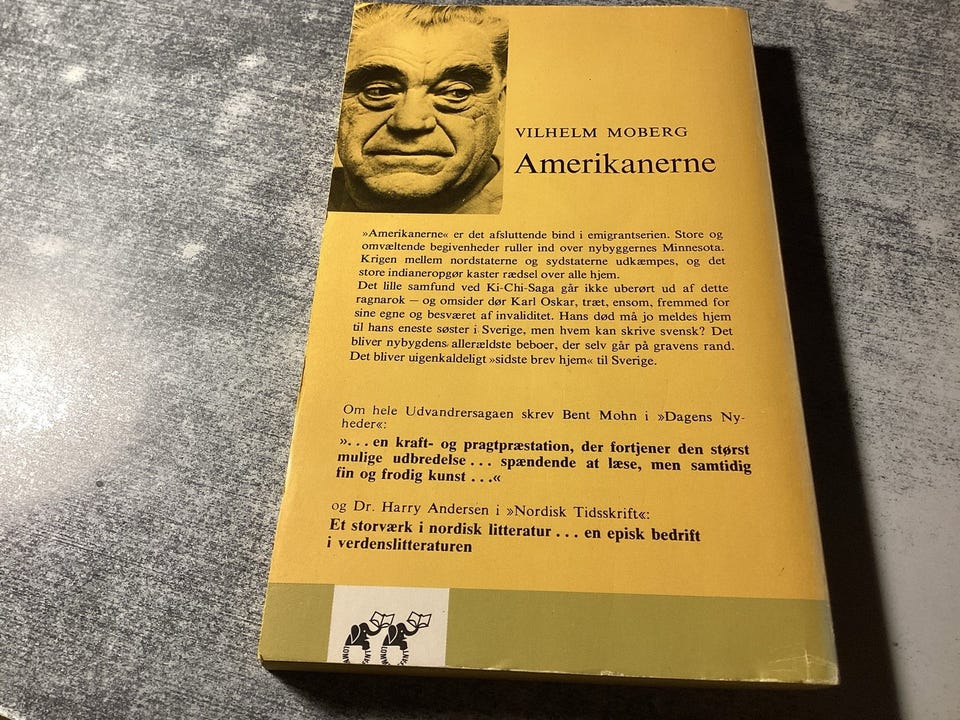 VILHELM MOBERG
Amerikanerne
»Amerikanerne« er det afsluttende bind i emigrantserien. Store og
omvæltende begivenheder ruller ind over nybyggernes Minnesota.
Krigen mellem nordstaterne og sydstaterne udkæmpes, og det
store indianeropgør kaster rædsel over alle hjem.
Det lille samfund ved Ki-Chi-Saga går ikke uberørt ud af dette
ragnarok — og omsider dør Karl Oskar, træt, ensom, fremmed for
sine egne og besværet af invaliditet. Hans død må jo meldes hjem
til hans eneste søster i Sverige, men hvem kan skrive svensk? Det
bliver nybygdens allerældste beboer, der selv går på gravens rand.
Det bliver uigenkaldeligt »sidste brev hjem« til Sverige.
Om hele Udvandrersagaen skrev Bent Mohn i »Dagens Ny-
heder«:
»... en kraft- og pragtpræstation, der fortjener den størst
mulige udbredelse ... spændende at læse, men samtidig
fin og frodig kunst ...«
og Dr. Harry Andersen i »Nordisk Tidsskrift«:
Et storværk i nordisk litteratur ... en episk bedrift
i verdenslitteraturen